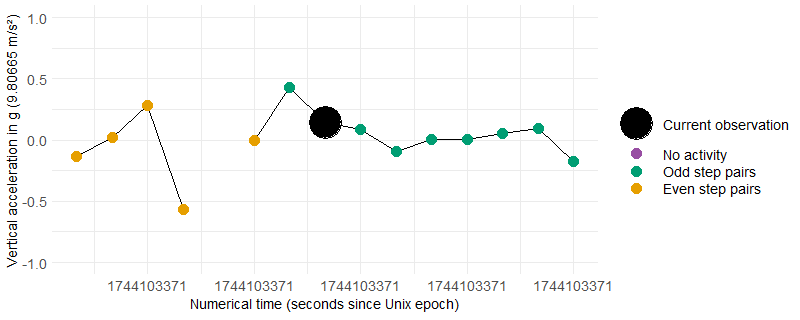 Vertical acceleration in g (9.80665 m/s²)
1.0
0.5
0.0
-0.5
-1.0
1744103371 1744103371 1744103371 1744103371 1744103371
Numerical time (seconds since Unix epoch)
Current observation
No activity
Odd step pairs
Even step pairs